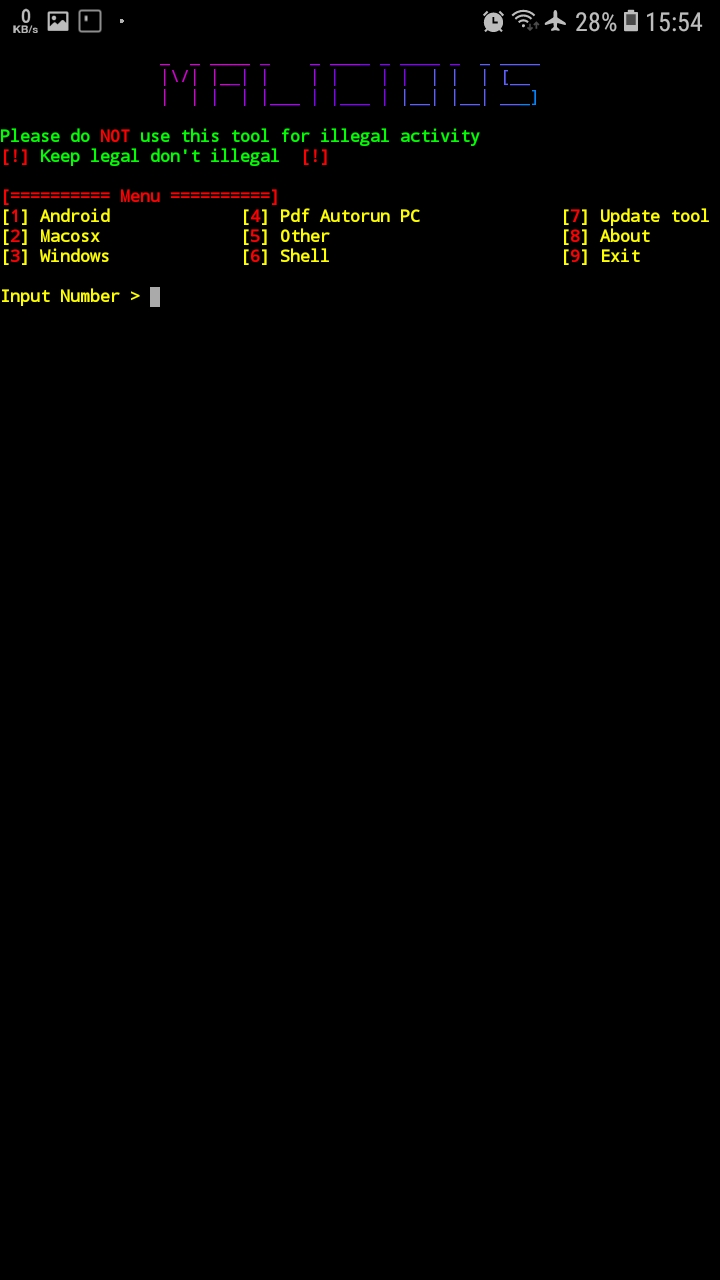 0 KB/s 28% 15:54
MALICIOUS
Please do NOT use this tool for illegal activity
[!] Keep legal don't illegal [!]
[========== Menu ==========]
[1] Android [4] Pdf Autorun PC [7] Update tool
[2] Macosx [5] Other [8] About
[3] Windows [6] Shell [9] Exit
Input Number >